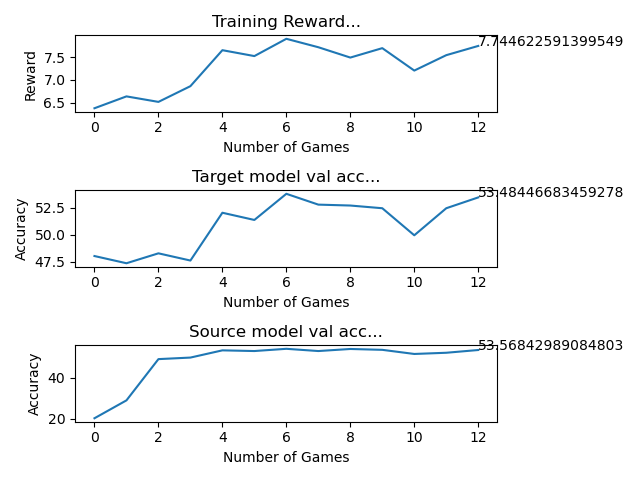 Training Reward...
7.744622591399549
Reward
7.5
7.0
6.5
0 2 4 6 8 10 12
Number of Games
Target model val acc...
53.48446683459278
Accuracy
52.5
50.0
47.5
0 2 4 6 8 10 12
Number of Games
Source model val acc...
53.56842989084803
Accuracy
40
20
0 2 4 6 8 10 12
Number of Games